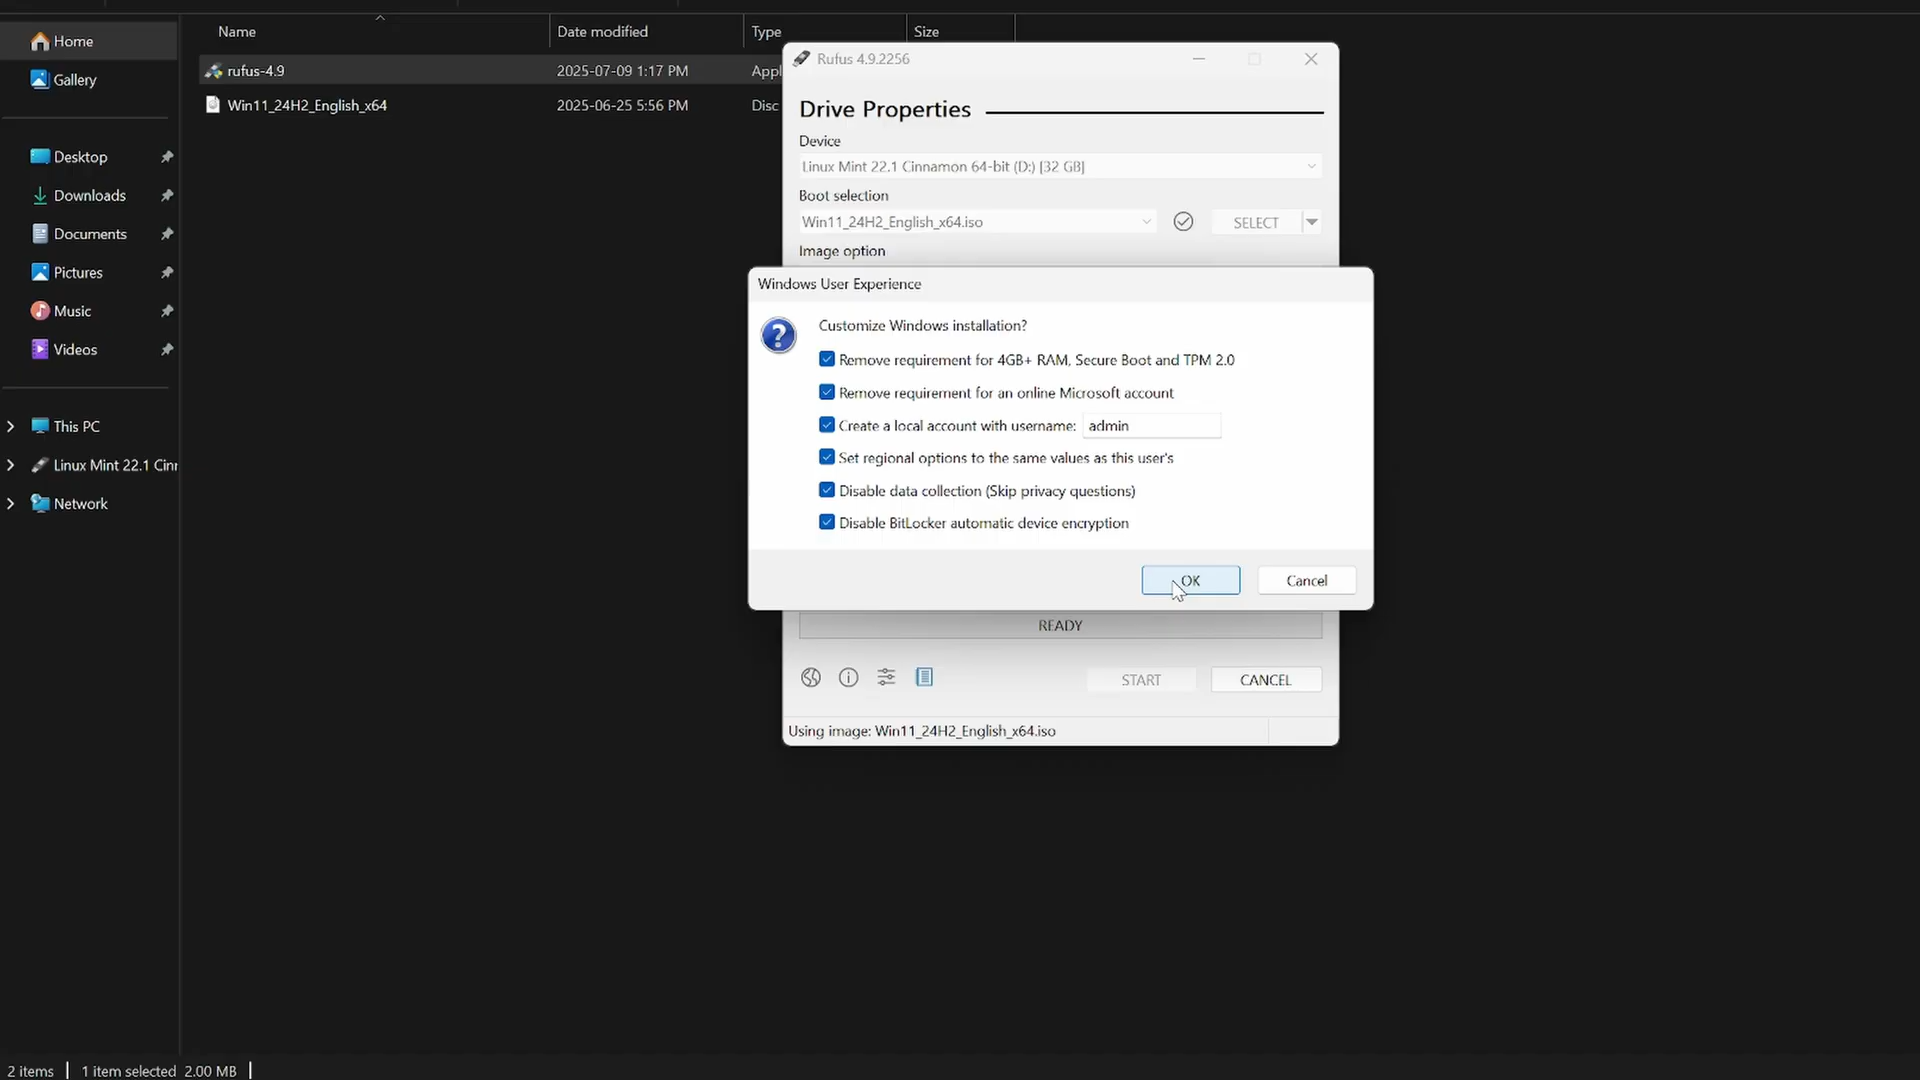 Name
Date modified
Type
Size
Home
Gallery
Desktop
Downloads
Documents
Pictures
Music
Videos
This PC
Linux Mint 22.1 Cinn
Network
rufus-4.9
2025-07-09 1:17 PM
Appl
Win11_24H2_English_x64
2025-06-25 5:56 PM
Disc
Rufus 4.9.2256
Drive Properties
Device
Linux Mint 22.1 Cinnamon 64-bit (D:) [32 GB]
Boot selection
Win11_24H2_English_x64.iso
SELECT
Image option
Windows User Experience
Customize Windows installation?
Remove requirement for 4GB+ RAM, Secure Boot and TPM 2.0
Remove requirement for an online Microsoft account
Create a local account with username: admin
Set regional options to the same values as this user's
Disable data collection (Skip privacy questions)
Disable BitLocker automatic device encryption
OK
Cancel
READY
START
CANCEL
Using image: Win11_24H2_English_x64.iso
2 items
1 item selected 2.00 MB